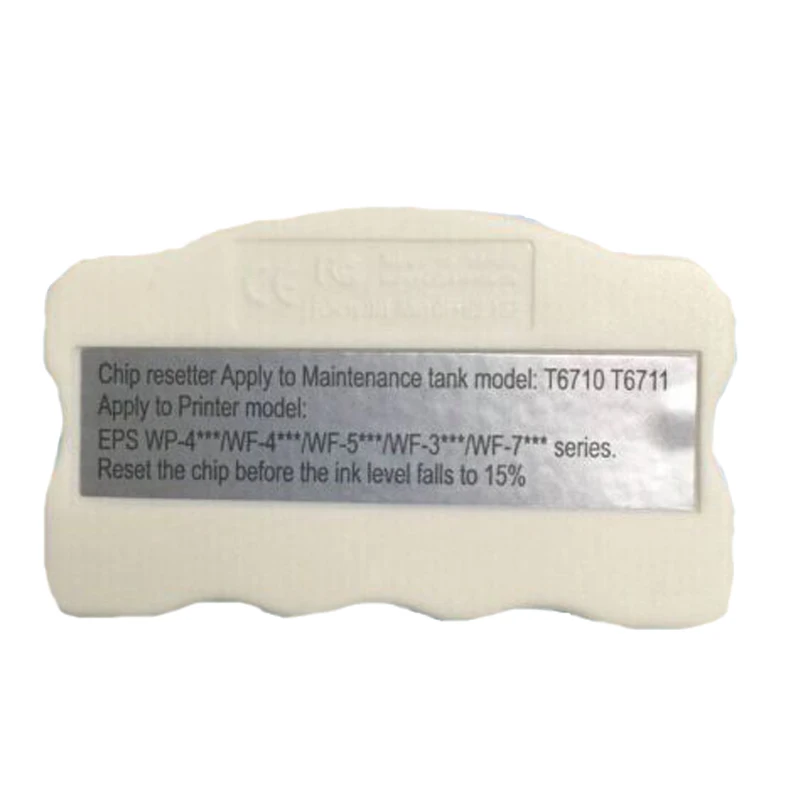 Chip resetter Apply to Maintenance tank model: T6710 T6711
Apply to Printer model:
EPS WP-4***/WF-4***/WF-5***/WF-3***/WF-7*** series.
Reset the chip before the ink level falls to 15%